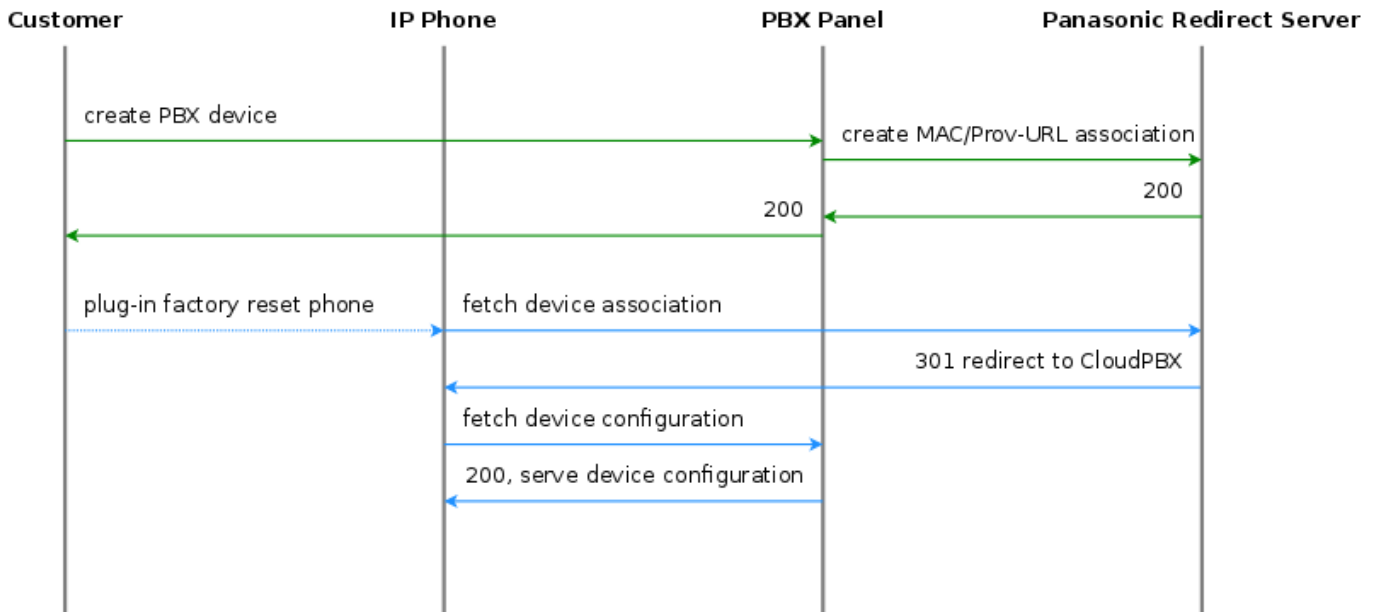 Customer IP Phone PBX Panel Panasonic Redirect Server
create PBX device
create MAC/Prov-URL association
200
200
plug-in factory reset phone fetch device association
301 redirect to CloudPBX
fetch device configuration
200, serve device configuration